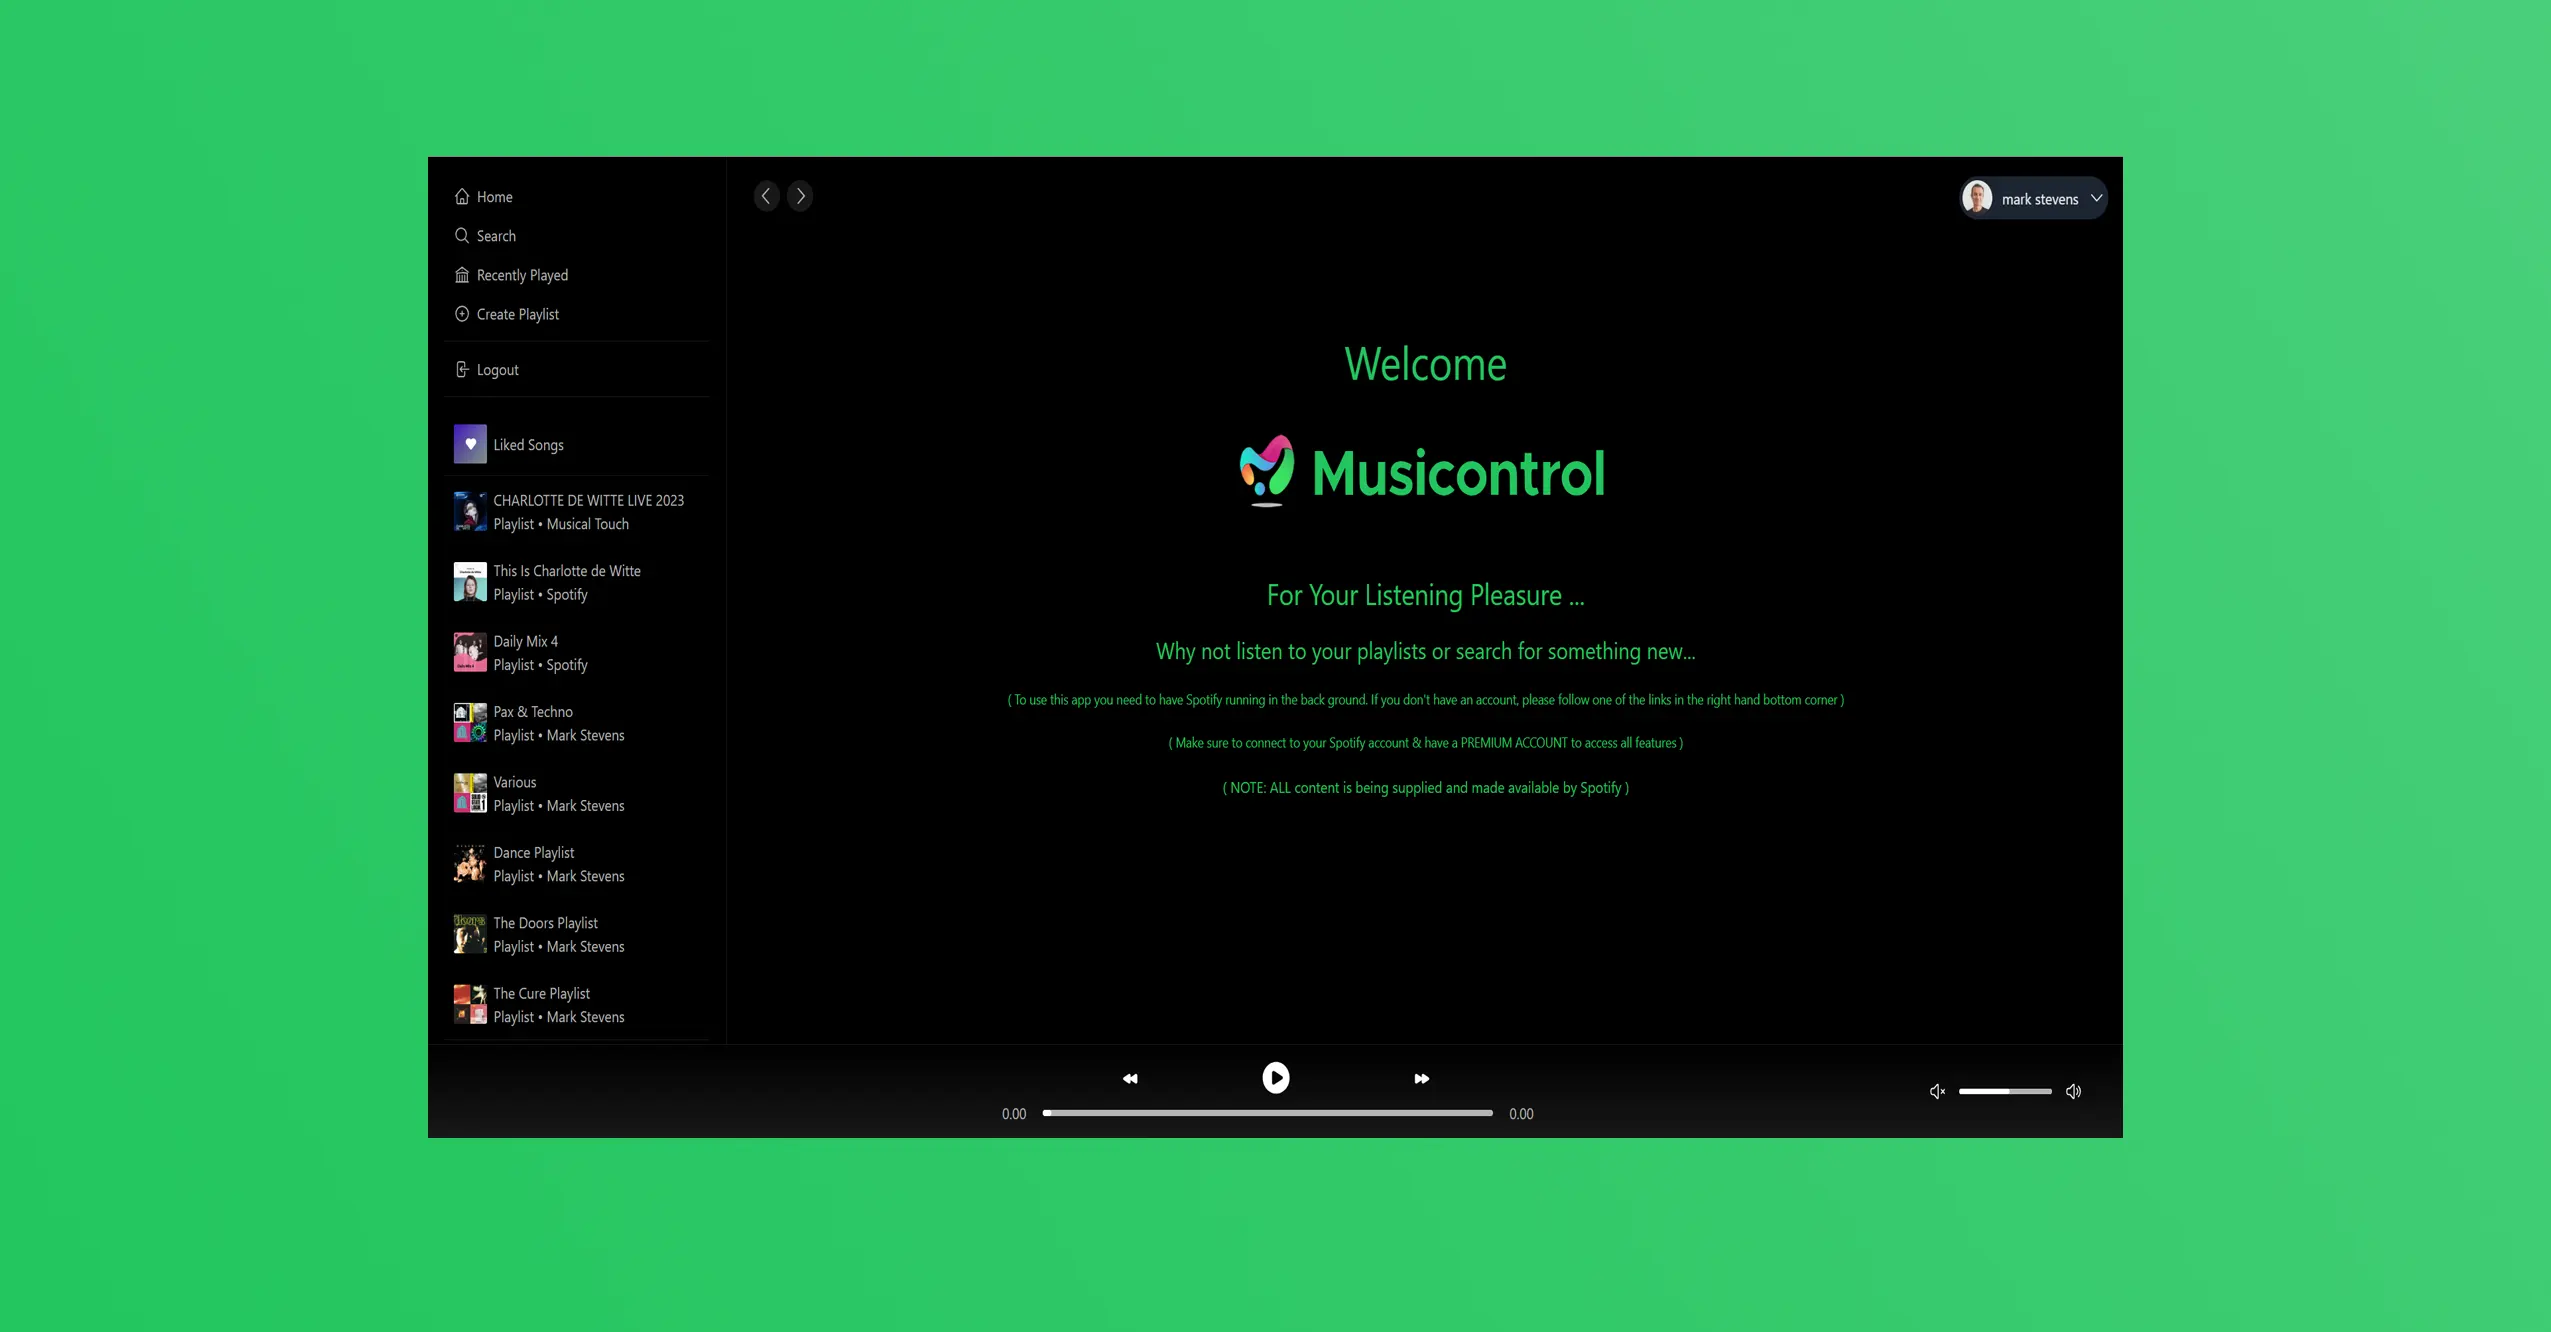 Home
Search
Recently Played
Create Playlist
Logout
Liked Songs
CHARLOTTE DE WITTE LIVE 2023
Playlist • Musical Touch
This Is Charlotte de Witte
Playlist • Spotify
Daily Mix 4
Playlist • Spotify
Pax & Techno
Playlist • Mark Stevens
Various
Playlist • Mark Stevens
Dance Playlist
Playlist • Mark Stevens
The Doors Playlist
Playlist • Mark Stevens
The Cure Playlist
Playlist • Mark Stevens
mark stevens
Welcome
Musicontrol
For Your Listening Pleasure ...
Why not listen to your playlists or search for something new...
( To use this app you need to have Spotify running in the back ground. If you don't have an account, please follow one of the links in the right hand bottom corner )
( Make sure to connect to your Spotify account & have a PREMIUM ACCOUNT to access all features )
( NOTE: ALL content is being supplied and made available by Spotify )
0.00
0.00